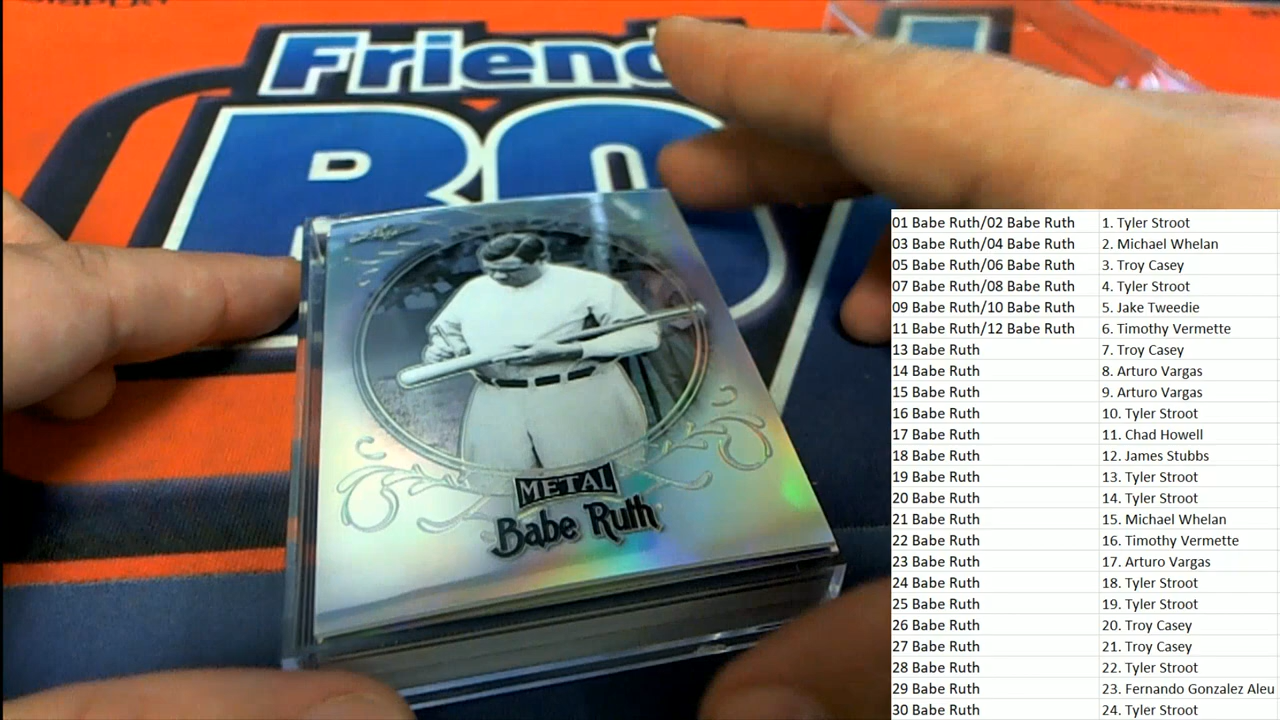 Friend
BO
METAL
Babe Ruth
01 Babe Ruth/02 Babe Ruth 1. Tyler Stroot
03 Babe Ruth/04 Babe Ruth 2. Michael Whelan
05 Babe Ruth/06 Babe Ruth 3. Troy Casey
07 Babe Ruth/08 Babe Ruth 4. Tyler Stroot
09 Babe Ruth/10 Babe Ruth 5. Jake Tweedie
11 Babe Ruth/12 Babe Ruth 6. Timothy Vermette
13 Babe Ruth 7. Troy Casey
14 Babe Ruth 8. Arturo Vargas
15 Babe Ruth 9. Arturo Vargas
16 Babe Ruth 10. Tyler Stroot
17 Babe Ruth 11. Chad Howell
18 Babe Ruth 12. James Stubbs
19 Babe Ruth 13. Tyler Stroot
20 Babe Ruth 14. Tyler Stroot
21 Babe Ruth 15. Michael Whelan
22 Babe Ruth 16. Timothy Vermette
23 Babe Ruth 17. Arturo Vargas
24 Babe Ruth 18. Tyler Stroot
25 Babe Ruth 19. Tyler Stroot
26 Babe Ruth 20. Troy Casey
27 Babe Ruth 21. Troy Casey
28 Babe Ruth 22. Tyler Stroot
29 Babe Ruth 23. Fernando Gonzalez Aleu
30 Babe Ruth 24. Tyler Stroot